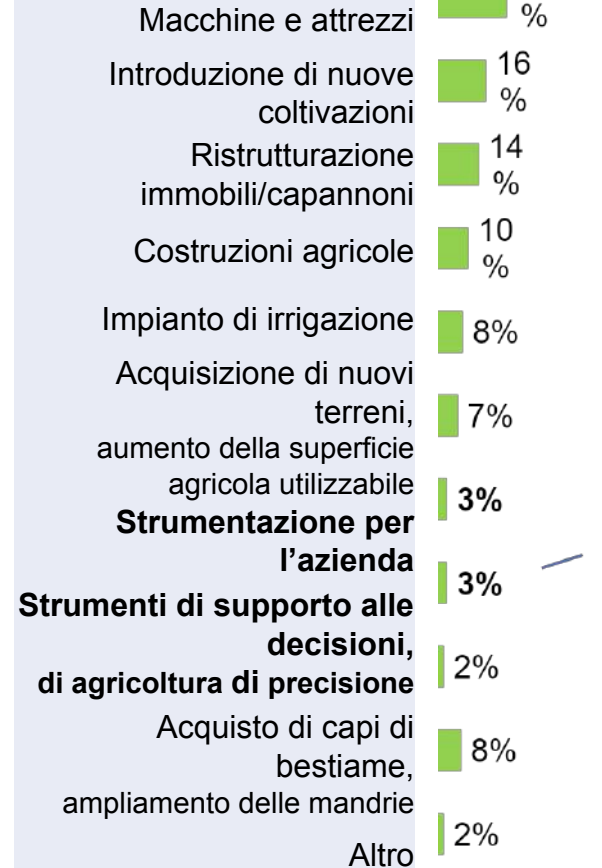 Macchine e attrezzi
%
Introduzione di nuove
coltivazioni
16
%
Ristrutturazione
immobili/capannoni
14
%
Costruzioni agricole
10
%
Impianto di irrigazione
8%
Acquisizione di nuovi
terreni,
aumento della superficie
agricola utilizzabile
7%
Strumentazione per
l’azienda
3%
Strumenti di supporto alle
decisioni,
di agricoltura di precisione
3%
2%
Acquisto di capi di
bestiame,
ampliamento delle mandrie
8%
Altro
2%